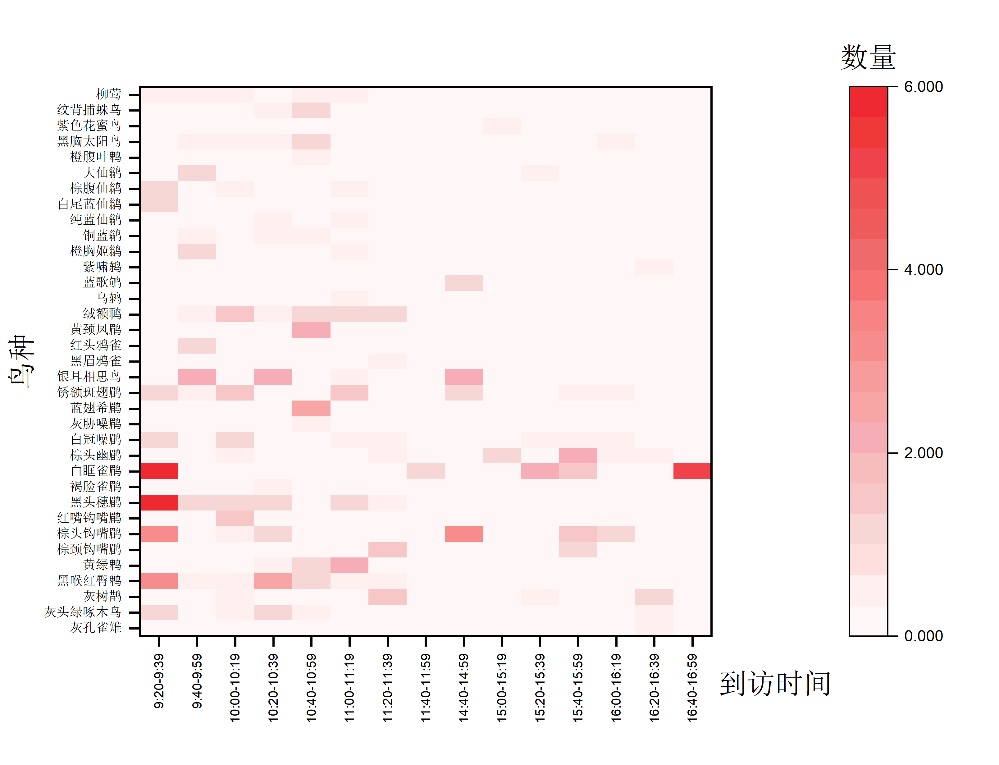 数量
6.000
4.000
2.000
0.000
鸟种
柳莺
纹背捕蛛鸟
紫色花蜜鸟
黑胸太阳鸟
橙腹叶鹎
大仙鹟
棕腹仙鹟
白尾蓝仙鹟
纯蓝仙鹟
铜蓝鹟
橙胸姬鹟
紫啸鸫
蓝歌鸲
乌鸫
绒额䴓
黄颈凤鹛
红头鸦雀
黑眉鸦雀
银耳相思鸟
锈额斑翅鹛
蓝翅希鹛
灰胁噪鹛
白冠噪鹛
棕头幽鹛
白眶雀鹛
褐脸雀鹛
黑头穗鹛
红嘴钩嘴鹛
棕头钩嘴鹛
棕颈钩嘴鹛
黄绿鹎
黑喉红臀鹎
灰树鹊
灰头绿啄木鸟
灰孔雀雉
9:20-9:39
9:40-9:59
10:00-10:19
10:20-10:39
10:40-10:59
11:00-11:19
11:20-11:39
11:40-11:59
14:40-14:59
15:00-15:19
15:20-15:39
15:40-15:59
16:00-16:19
16:20-16:39
16:40-16:59
到访时间